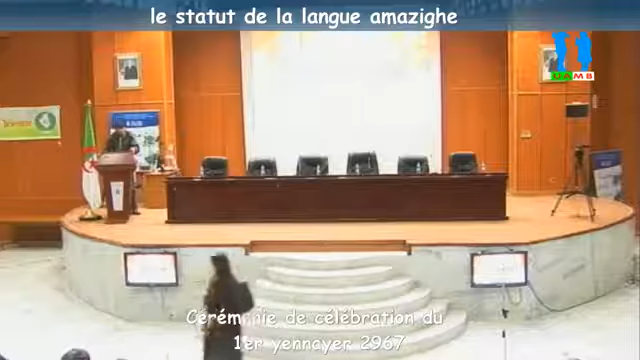 le statut de la langue amazighe
UAMB
Cérémonie de célébration du
1er yennayer 2967